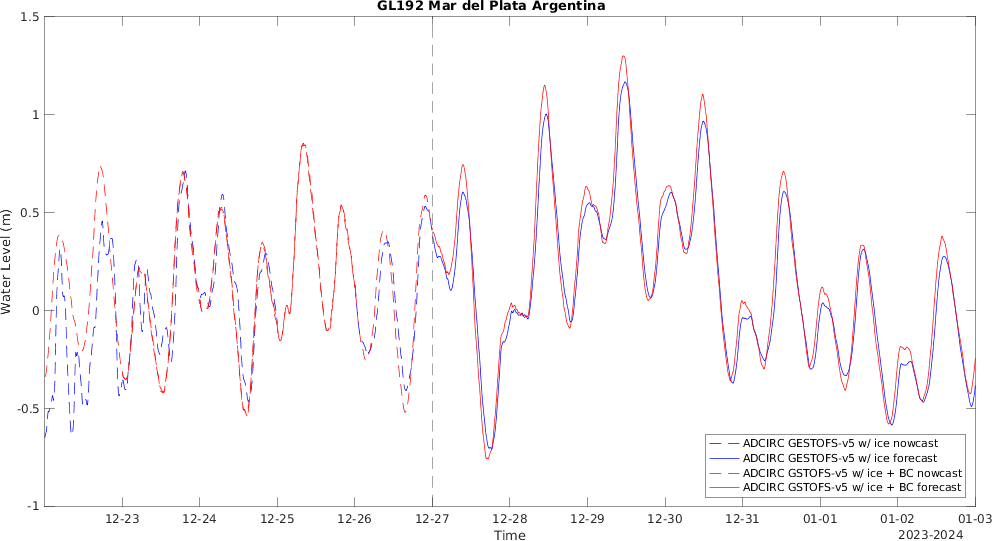 GL192 Mar del Plata Argentina
1.5
1
0.5
0
-0.5
-1
Water Level (m)
12-23
12-24
12-25
12-26
12-27
12-28
12-29
12-30
12-31
01-01
01-02
01-03
Time
2023-2024
ADCIRC GESTOFS-v5 w/ ice nowcast
ADCIRC GESTOFS-v5 w/ ice forecast
ADCIRC GSTOFS-v5 w/ ice + BC nowcast
ADCIRC GSTOFS-v5 w/ ice + BC forecast